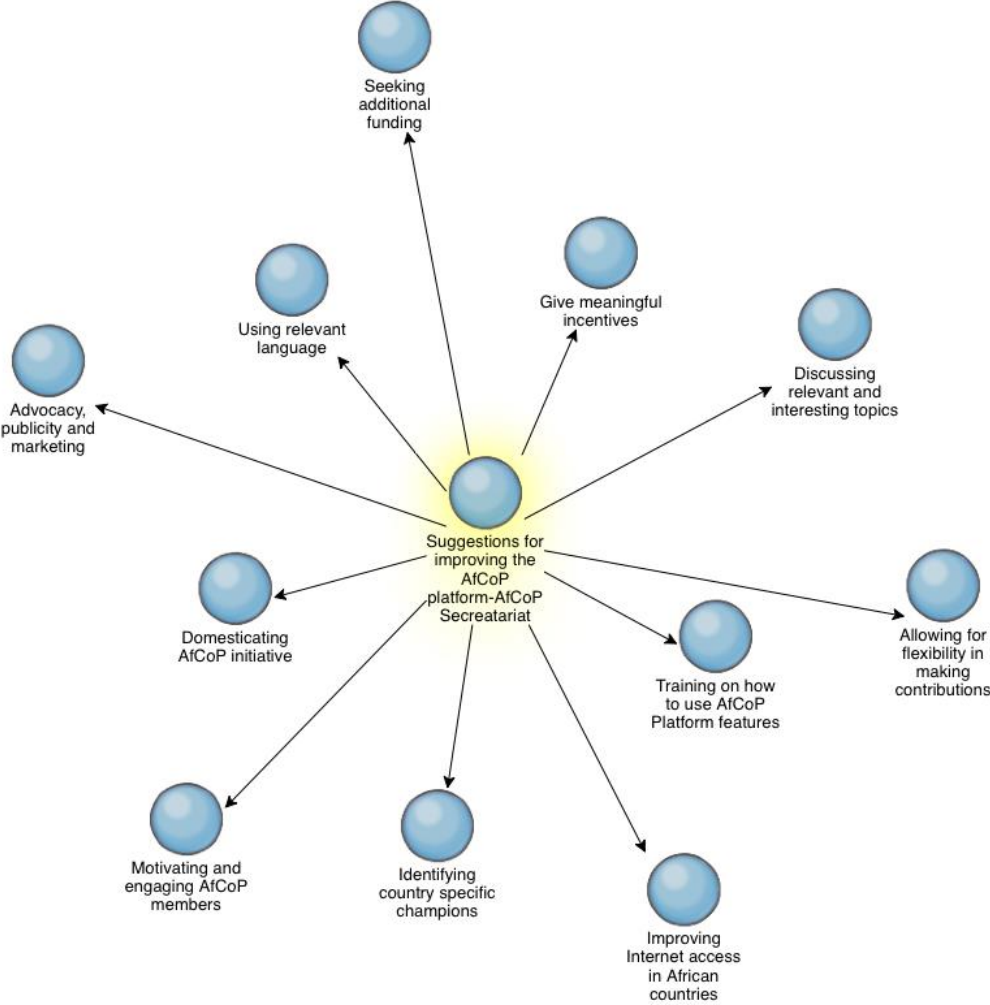 Seeking
additional
funding
Using relevant
language
Give meaningful
incentives
Discussing
relevant and
interesting topics
Advocacy,
publicity and
marketing
Suggestions for
improving the
AfCoP
platform-AfCoP
Secreatariat
Domesticating
AfCoP initiative
Allowing for
flexibility in
making
contributions
Training on how
to use AfCoP
Platform features
Motivating and
engaging AfCoP
members
Identifying
country specific
champions
Improving
Internet access
in African
countries